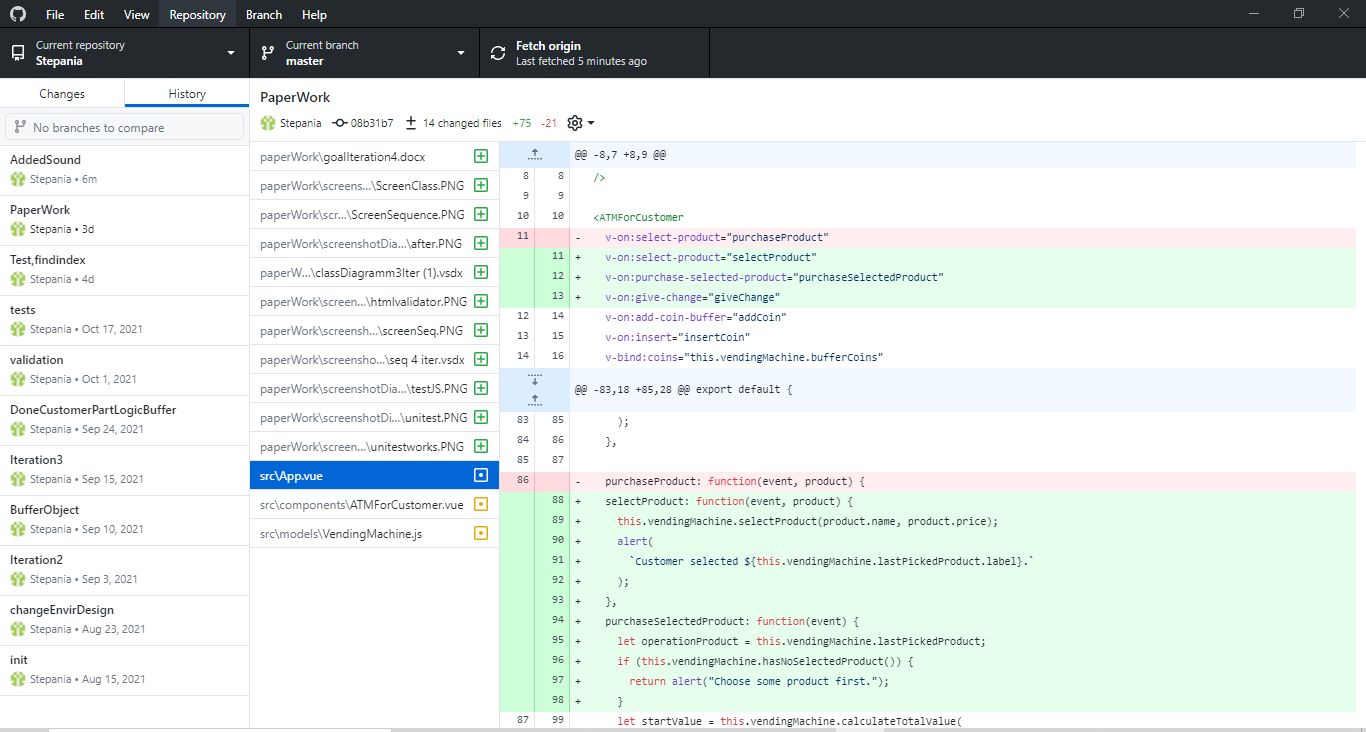 File Edit View Repository Branch Help
Current repository
Stepania
Current branch
master
Fetch origin
Last fetched 5 minutes ago
Changes History
No branches to compare
AddedSound
Stepania • 6m
PaperWork
Stepania • 3d
Test,findindex
Stepania • 4d
tests
Stepania • Oct 17, 2021
validation
Stepania • Oct 1, 2021
DoneCustomerPartLogicBuffer
Stepania • Sep 24, 2021
Iteration3
Stepania • Sep 15, 2021
BufferObject
Stepania • Sep 10, 2021
Iteration2
Stepania • Sep 3, 2021
changeEnvirDesign
Stepania • Aug 23, 2021
init
Stepania • Aug 15, 2021
PaperWork
Stepania 08b31b7 14 changed files +75 -21
paperWork\goalIteration4.docx
paperWork\screens...\ScreenClass.PNG
paperWork\scr...\ScreenSequence.PNG
paperWork\screenshotDia...\after.PNG
paperW...\classDiagramm3Iter (1).vsdx
paperWork\screen...\htmlvalidator.PNG
paperWork\screensh...\screenSeq.PNG
paperWork\screensho...\seq 4 iter.vsdx
paperWork\screenshotDia...\testJS.PNG
paperWork\screenshotDi...\unitest.PNG
paperWork\screen...\unitestworks.PNG
src\App.vue
src\components\ATMForCustomer.vue
src\models\VendingMachine.js
@@ -8,7 +8,9 @@
8 8 />
9 9
10 10 <ATMForCustomer
11 - v-on:select-product="purchaseProduct"
11 + v-on:select-product="selectProduct"
12 + v-on:purchase-selected-product="purchaseSelectedProduct"
13 + v-on:give-change="giveChange"
12 14 v-on:add-coin-buffer="addCoin"
13 15 v-on:insert="insertCoin"
14 16 v-bind:coins="this.vendingMachine.bufferCoins"
@@ -83,18 +85,28 @@ export default {
83 85 );
84 86 },
85 87
86 - purchaseProduct: function(event, product) {
88 + selectProduct: function(event, product) {
89 + this.vendingMachine.selectProduct(product.name, product.price);
90 + alert(
91 + `Customer selected ${this.vendingMachine.lastPickedProduct.label}.`
92 + );
93 + },
94 + purchaseSelectedProduct: function(event) {
95 + let operationProduct = this.vendingMachine.lastPickedProduct;
96 + if (this.vendingMachine.hasNoSelectedProduct()) {
97 + return alert("Choose some product first.");
98 + }
87 99 let startValue = this.vendingMachine.calculateTotalValue(